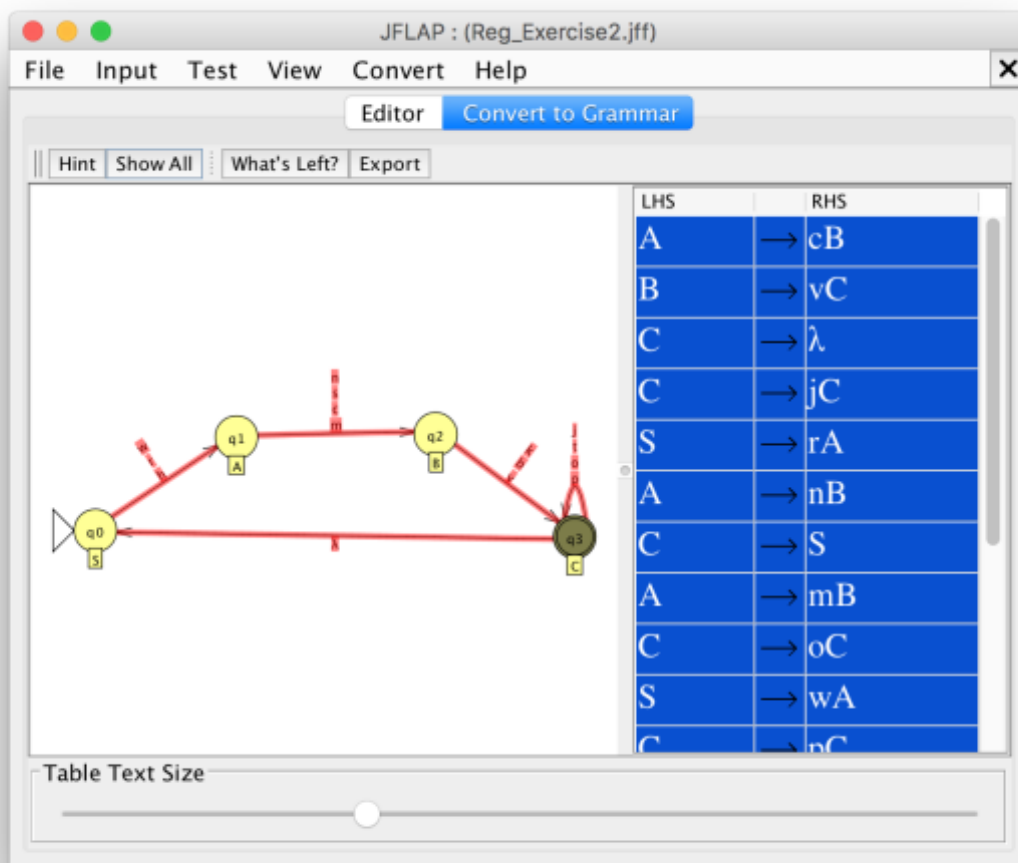 JFLAP : (Reg_Exercise2.jff)
File Input Test View Convert Help
Editor Convert to Grammar
Hint Show All What's Left? Export
LHS RHS
A → cB
B → vC
C → λ
C → jC
S → rA
A → nB
C → S
A → mB
C → oC
S → wA
C → pC
q0
S
q1
A
q2
B
q3
C
λ
Table Text Size